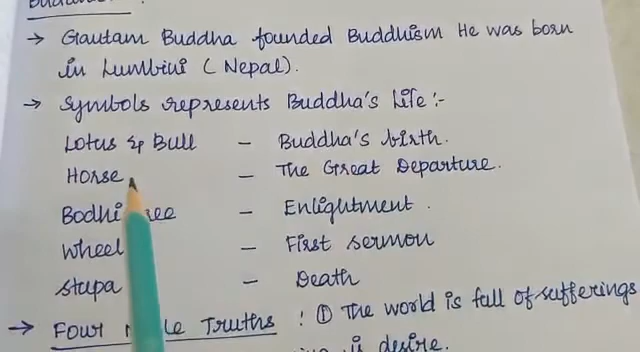 → Gautam Buddha founded Buddhism He was born
in Lumbini (Nepal).
→ Symbols represents Buddha's Life :-
Lotus & Bull - Buddha's birth.
Horse - The Great Departure.
Bodhi - Enlightment.
Wheel - First sermon
Stupa - Death
→ Four Truths : ① The world is full of sufferings
is desire.